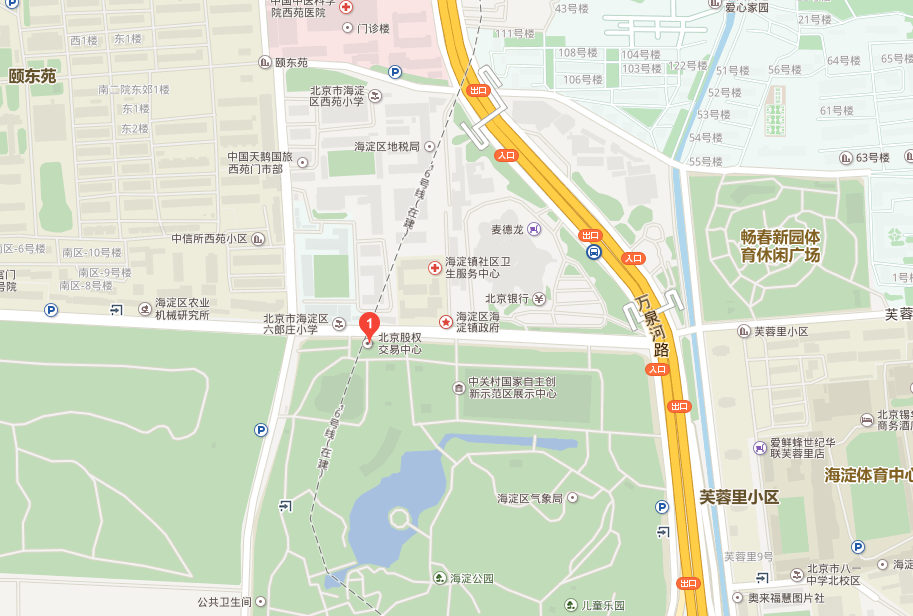 中国中医科学
院西苑医院
门诊楼
爱心家园
43号楼
21号楼
111号楼
108号楼
104号楼
106号楼
103号楼
122号楼
51号楼
56号楼
64号楼
65号楼
52号楼
53号楼
61号楼
54号楼
55号楼
63号楼
西1楼
东1楼
颐东苑
颐东苑
P
南二院东郊1楼
东1楼
东2楼
北京市海淀
区西苑小学
出口
海淀区地税局
入口
中国天鹅国旅
西苑门市部
6号线(在建)
麦德龙
出口
入口
畅春新园体
育休闲广场
中信所西苑小区
南区-6号楼
南区-10号楼
南区-9号楼
南区-8号楼
宫门
号院
海淀镇社区卫
生服务中心
1号楼
北京银行
万泉河路
P
海淀区农业
机械研究所
北京市海淀区
六郎庄小学
1
海淀区海
淀镇政府
北京股权
交易中心
芙蓉里小区
芙蓉
入口
中关村国家自主创
新示范区展示中心
出口
北京锡华
商务酒店
P
6号线(在建)
爱鲜蜂世纪华
联芙蓉里店
海淀体育中心
海淀区气象局
芙蓉里小区
P
P
芙蓉里9号
海淀公园
出口
北京市八一
中学北校区
海淀
公共卫生间
儿童乐园
奥来福慧图片社